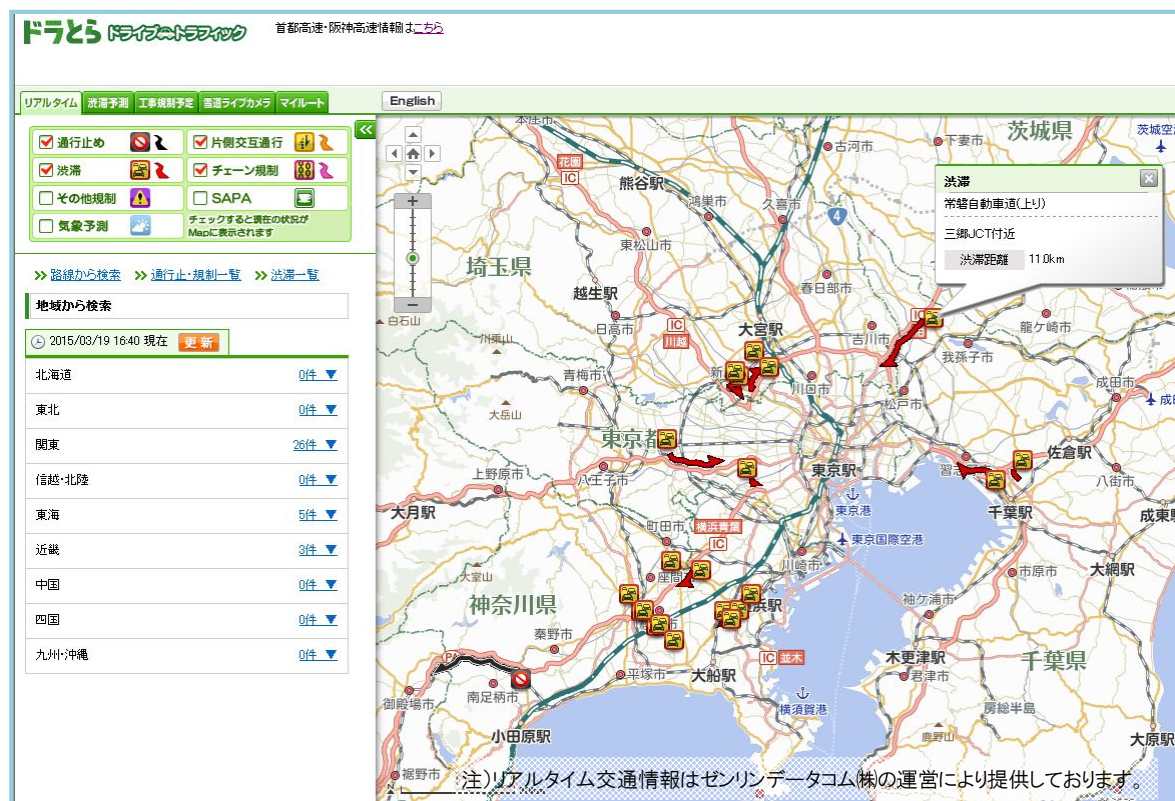 ドラとら ドライブ トラフィック
首都高速・阪神高速情報はこちら
リアルタイム 渋滞予測 工事規制予定 雪道ライブカメラ マイルート
English
通行止め 片側交互通行
渋滞 チェーン規制
その他規制 SAPA
気象予測 チェックすると現在の状況が
Mapに表示されます
路線から検索 通行止・規制一覧 渋滞一覧
地域から検索
2015/03/19 16:40 現在 更新
北海道 0件 ▼
東北 0件 ▼
関東 26件 ▼
信越・北陸 0件 ▼
東海 5件 ▼
近畿 3件 ▼
中国 0件 ▼
四国 0件 ▼
九州・沖縄 0件 ▼
渋滞
常磐自動車道(上り)
三郷JCT付近
渋滞距離 11.0km
本庄市
茨城県
下妻市
古河市
花園
IC
熊谷駅
鴻巣市
久喜市
4
東松山市
埼玉県
春日部市
越生駅
白石山
日高市
IC
川越
大宮駅
吉川市
IC
龍ケ崎市
川乗山
我孫子市
青梅市
川口市
成田市
松戸市
大岳山
東京都
佐倉駅
上野原市
八王子市
東京駅
八街市
大月駅
東京港
千葉駅
町田市
横浜青葉
IC
東京国際空港
川崎市
大室山
市原市
大網駅
神奈川県
袖ケ浦市
秦野市
PA
IC 並木
木更津駅
千葉県
平塚市
大船駅
君津市
南足柄市
御殿場市
横須賀港
房総半島
小田原駅
鹿野山
大原駅
裾野市
注)リアルタイム交通情報はゼンリンデータコム㈱の運営により提供しております。